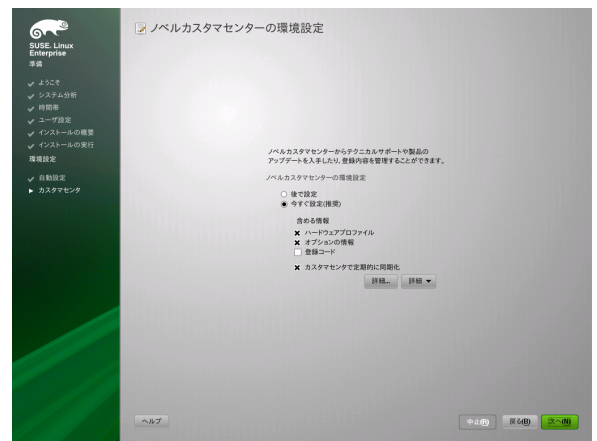 SUSE. Linux
Enterprise
準備
ようこそ
システム分析
時間帯
ユーザ設定
インストールの概要
インストールの実行
環境設定
自動設定
カスタマセンタ
ノベルカスタマセンターの環境設定
ノベルカスタマセンターからテクニカルサポートや製品の
アップデートを入手したり、登録内容を管理することができます。
ノベルカスタマセンターの環境設定
後で設定
今すぐ設定(推奨)
含める情報
ハードウェアプロファイル
オプションの情報
登録コード
カスタマセンタで定期的に同期化
詳細... 詳細
ヘルプ 中止(R) 戻る(B) 次へ(N)